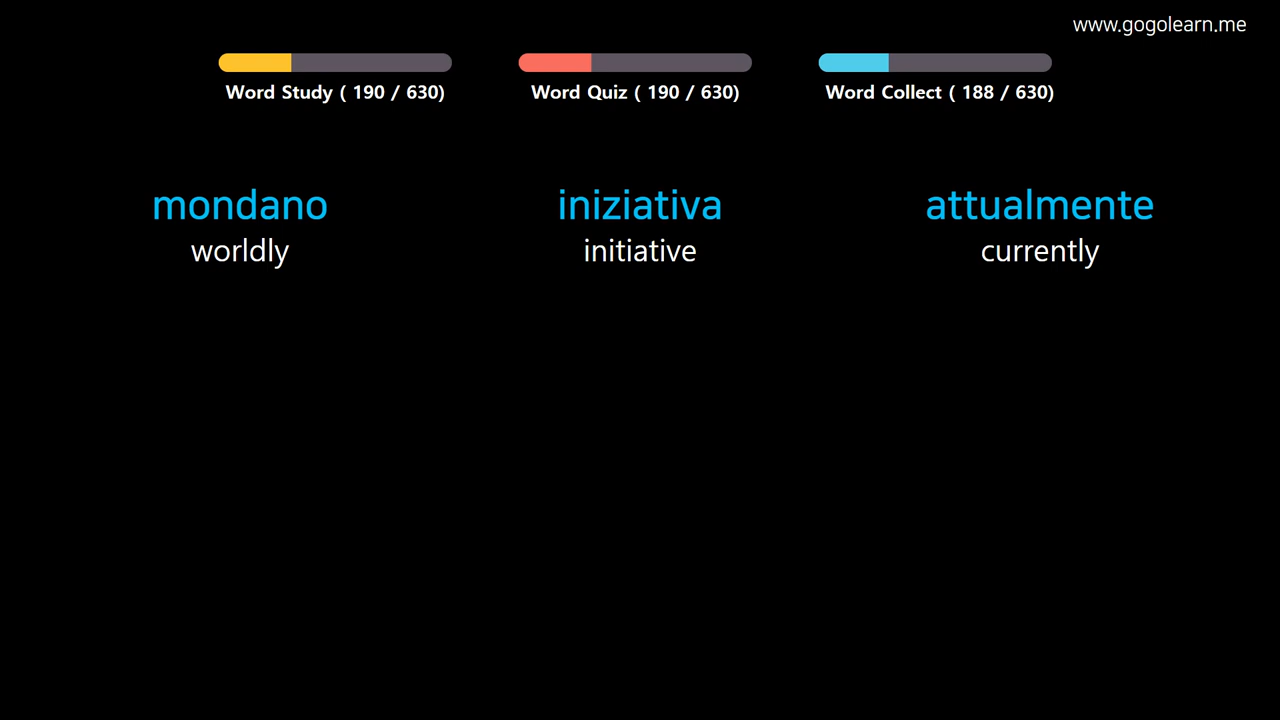 www.gogolearn.me
Word Study ( 190 / 630)
Word Quiz ( 190 / 630)
Word Collect ( 188 / 630)
mondano
worldly
iniziativa
initiative
attualmente
currently